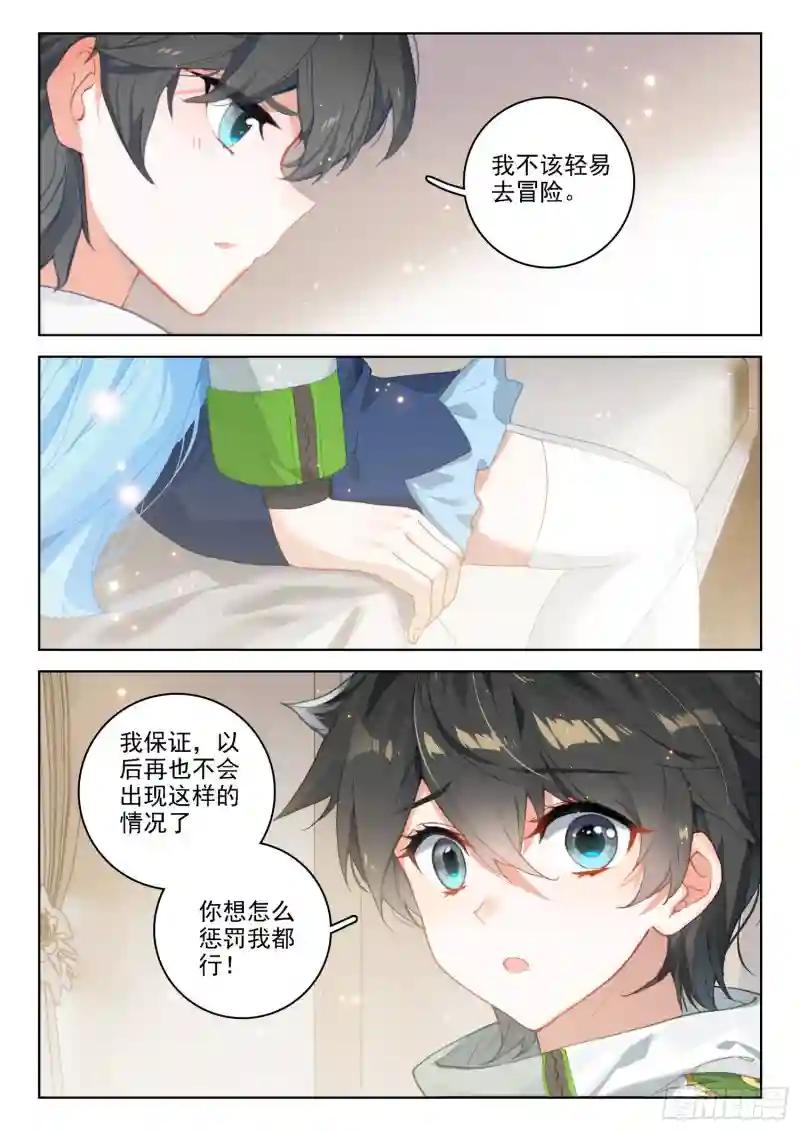 我不该轻易
去冒险。
我保证，以
后再也不会
出现这样的
情况了
你想怎么
惩罚我都
行！